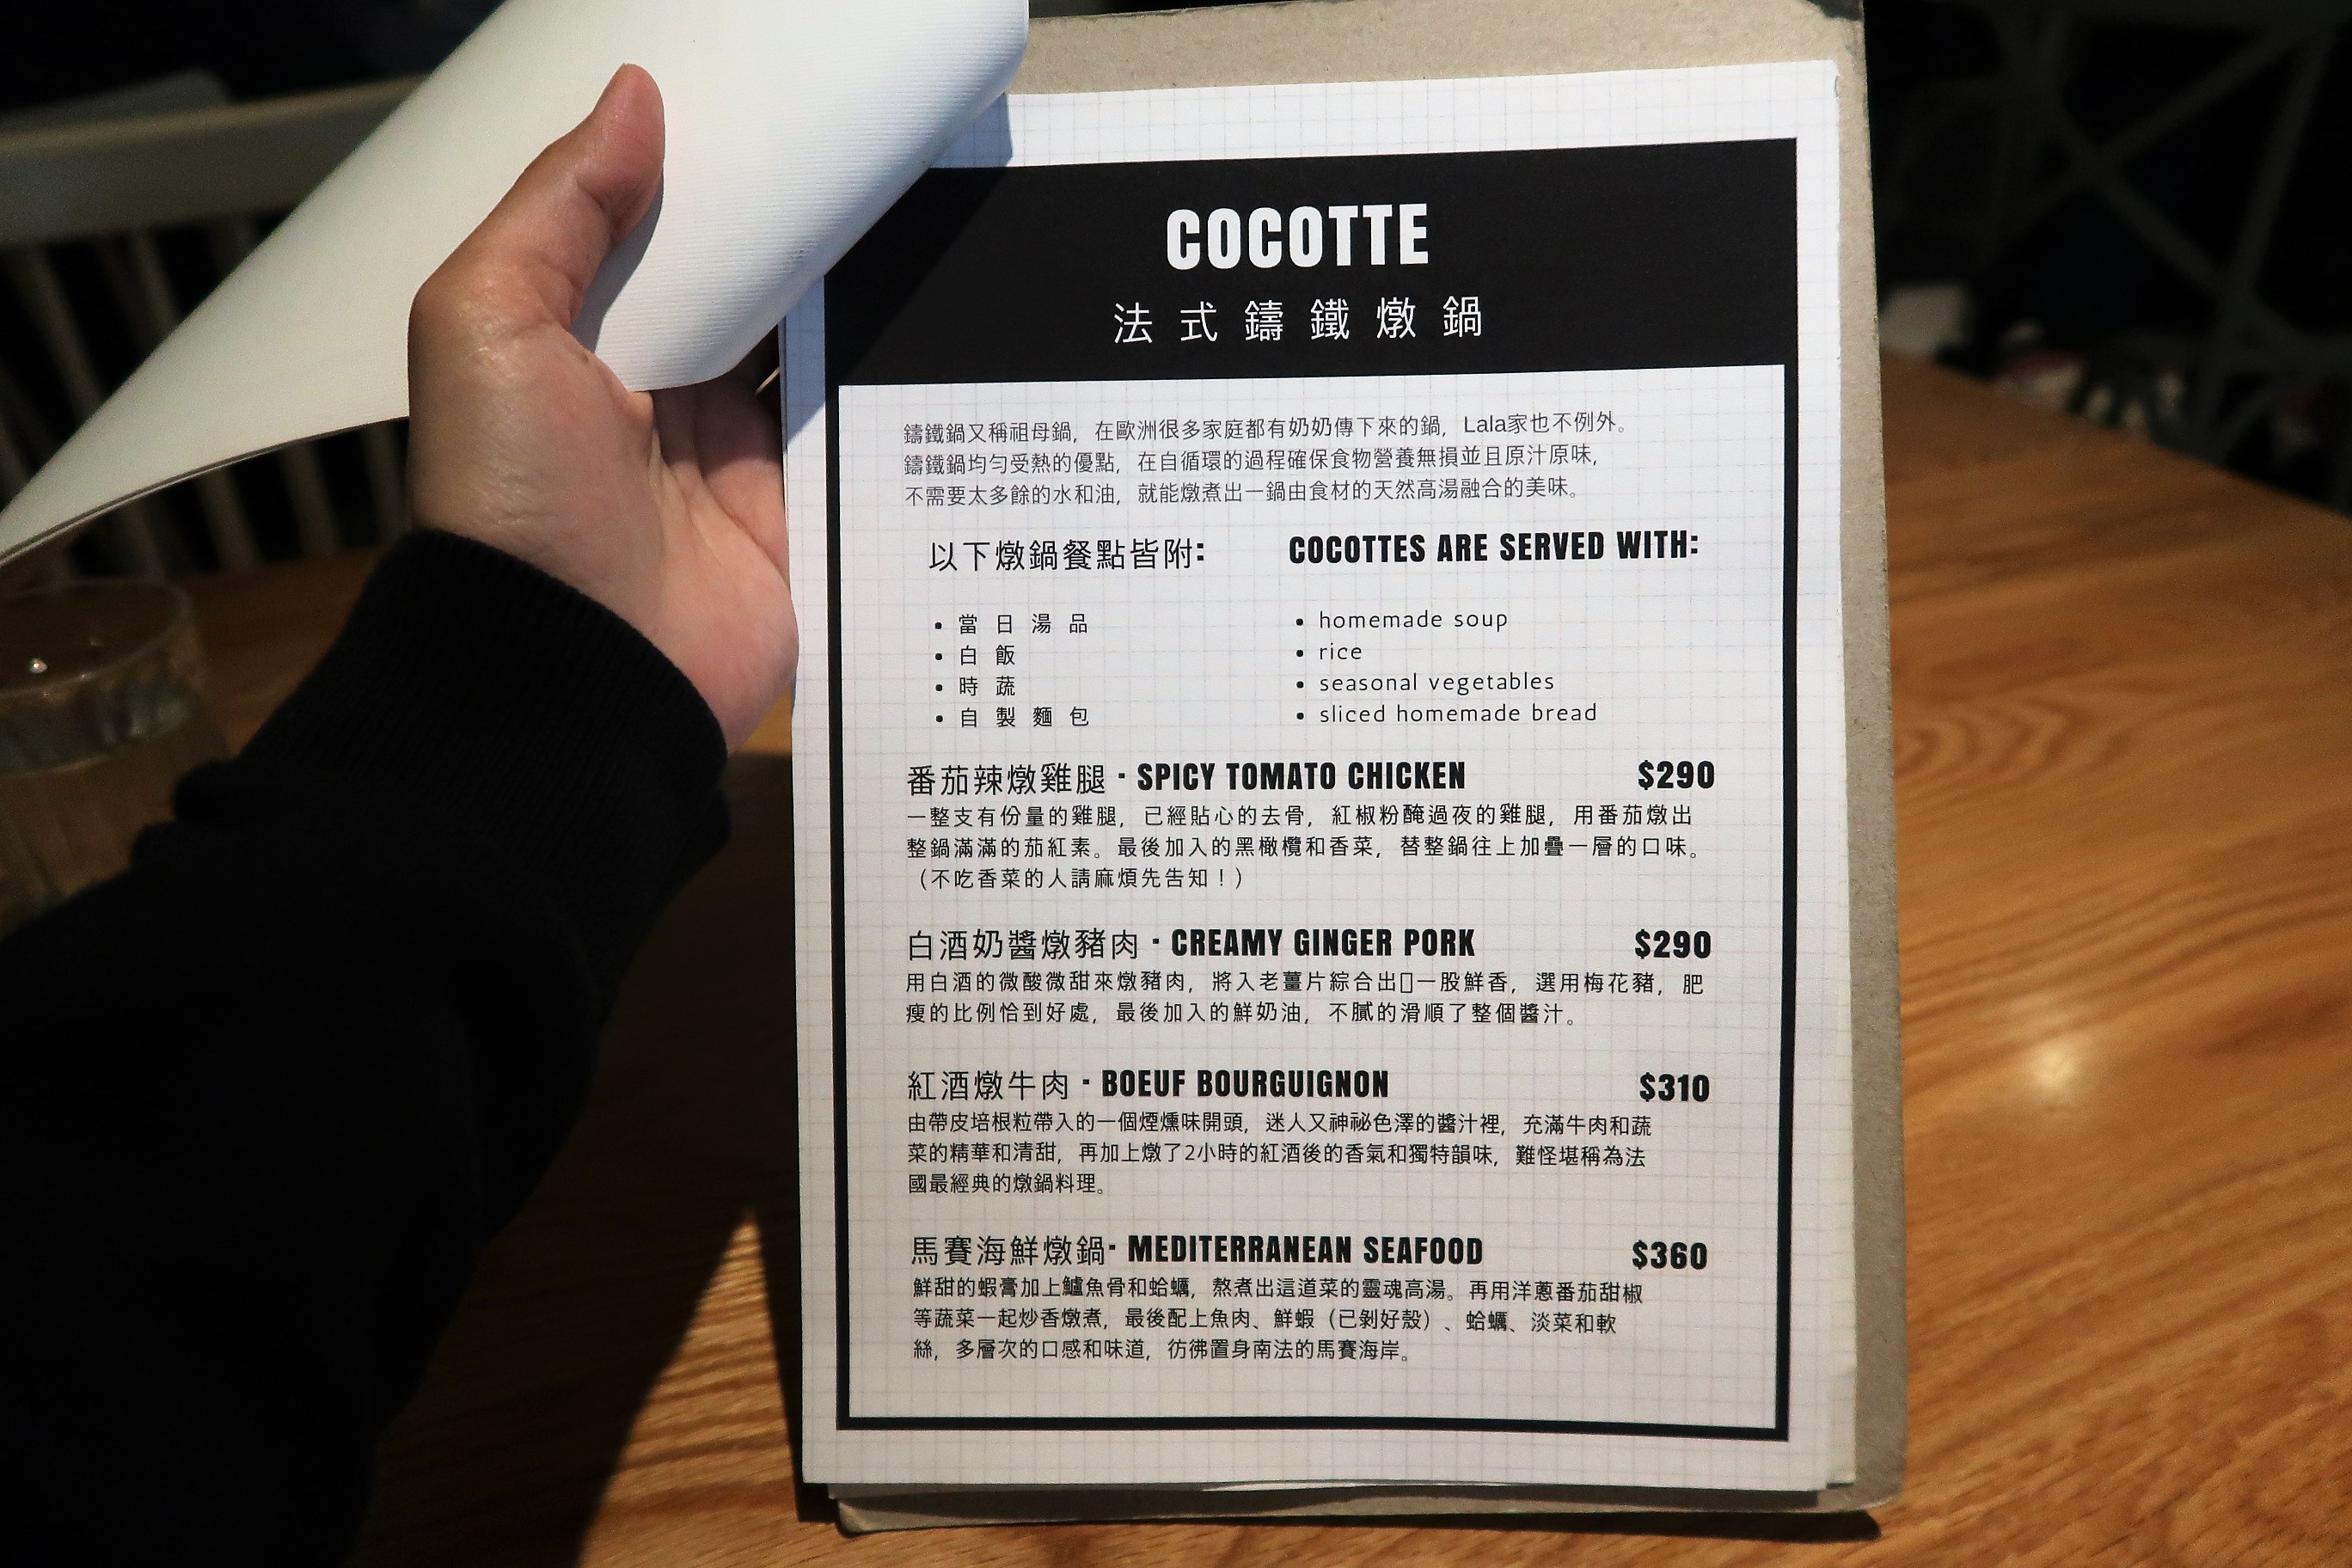 COCOTTE
法式鑄鐵燉鍋
鑄鐵鍋又稱祖母鍋，在歐洲很多家庭都有奶奶傳下來的鍋，Lala家也不例外。
鑄鐵鍋均勻受熱的優點，在自循環的過程確保食物營養無損並且原汁原味，
不需要太多餘的水和油，就能燉煮出一鍋由食材的天然高湯融合的美味。
以下燉鍋餐點皆附:
• 當日湯品
• 白飯
• 時蔬
• 自製麵包
COCOTTES ARE SERVED WITH:
• homemade soup
• rice
• seasonal vegetables
• sliced homemade bread
番茄辣燉雞腿 · SPICY TOMATO CHICKEN $290
一整支有份量的雞腿，已經貼心的去骨，紅椒粉醃過夜的雞腿，用番茄燉出
整鍋滿滿的茄紅素。最後加入的黑橄欖和香菜，替整鍋往上加疊一層的口味。
（不吃香菜的人請麻煩先告知！）
白酒奶醬燉豬肉 · CREAMY GINGER PORK $290
用白酒的微酸微甜來燉豬肉，將入老薑片綜合出▯一股鮮香，選用梅花豬，肥
瘦的比例恰到好處，最後加入的鮮奶油，不膩的滑順了整個醬汁。
紅酒燉牛肉 · BOEUF BOURGUIGNON $310
由帶皮培根粒帶入的一個煙燻味開頭，迷人又神祕色澤的醬汁裡，充滿牛肉和蔬
菜的精華和清甜，再加上燉了2小時的紅酒後的香氣和獨特韻味，難怪堪稱為法
國最經典的燉鍋料理。
馬賽海鮮燉鍋· MEDITERRANEAN SEAFOOD $360
鮮甜的蝦膏加上鱸魚骨和蛤蠣，熬煮出這道菜的靈魂高湯。再用洋蔥番茄甜椒
等蔬菜一起炒香燉煮，最後配上魚肉、鮮蝦（已剝好殼）、蛤蠣、淡菜和軟
絲，多層次的口感和味道，彷彿置身南法的馬賽海岸。